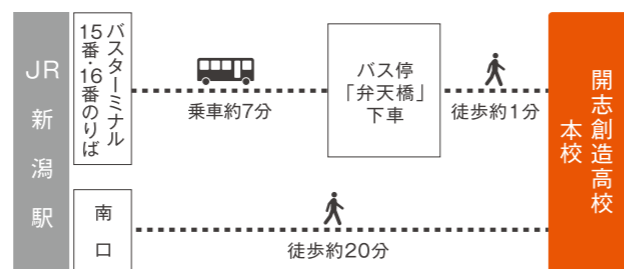 JR新潟駅
バスターミナル
15番・16番のりば
乗車約7分
バス停
「弁天橋」
下車
徒歩約1分
南口
徒歩約20分
開志創造高校
本校